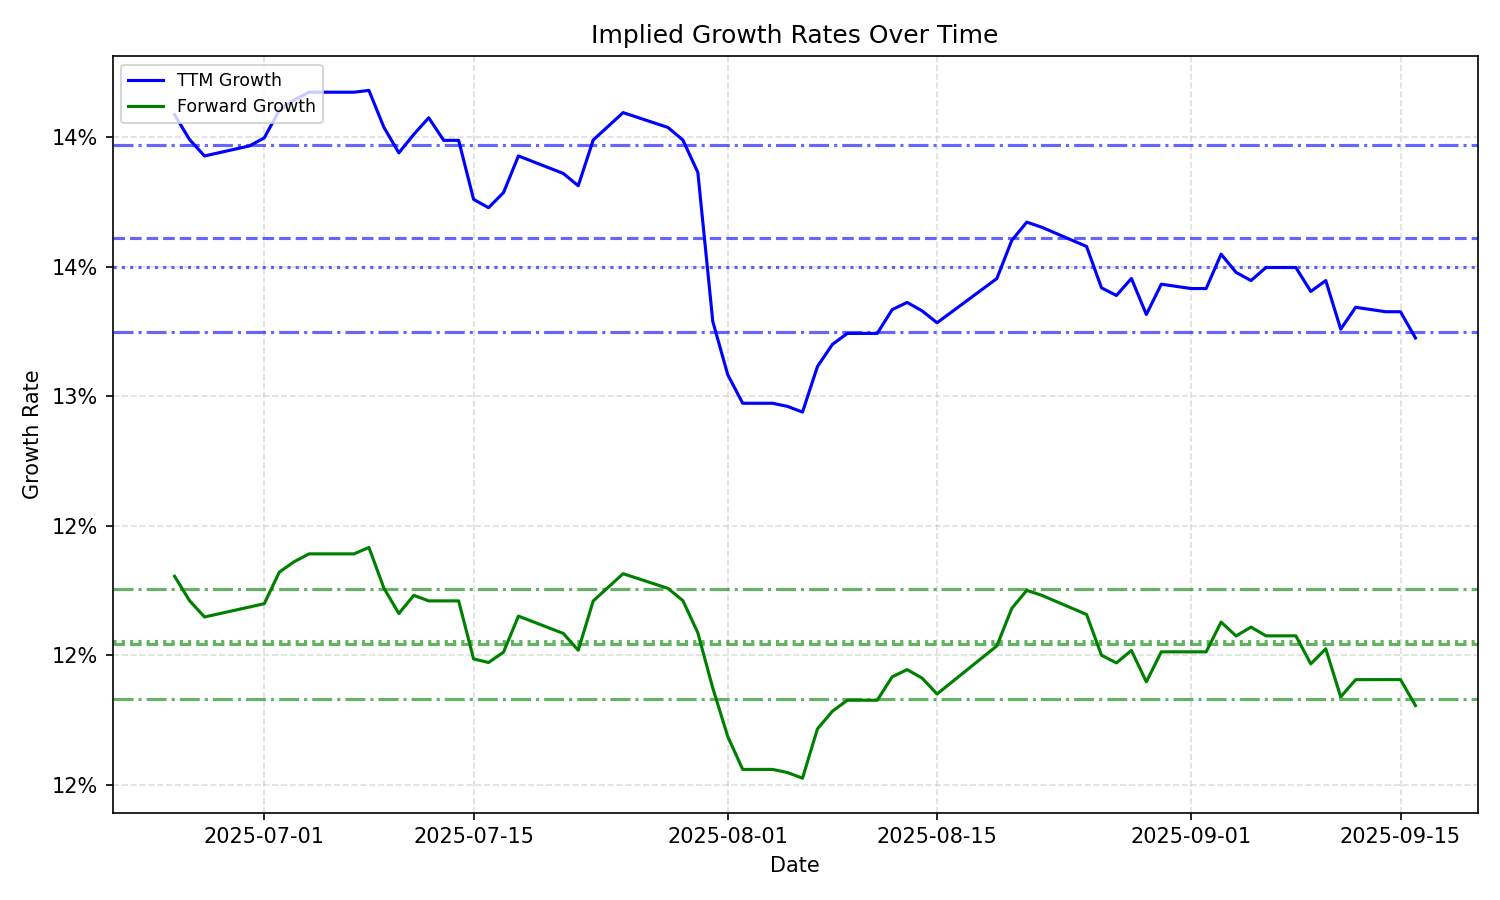 Implied Growth Rates Over Time
TTM Growth
Forward Growth
14%
14%
13%
12%
12%
12%
Growth Rate
2025-07-01
2025-07-15
2025-08-01
2025-08-15
2025-09-01
2025-09-15
Date